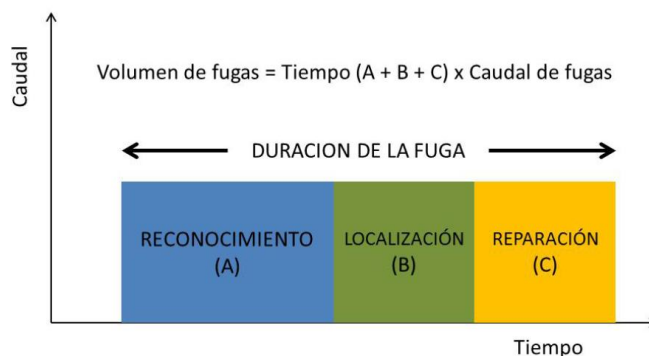 Caudal
Volumen de fugas = Tiempo (A + B + C) x Caudal de fugas
DURACION DE LA FUGA
RECONOCIMIENTO
(A)
LOCALIZACIÓN
(B)
REPARACIÓN
(C)
Tiempo